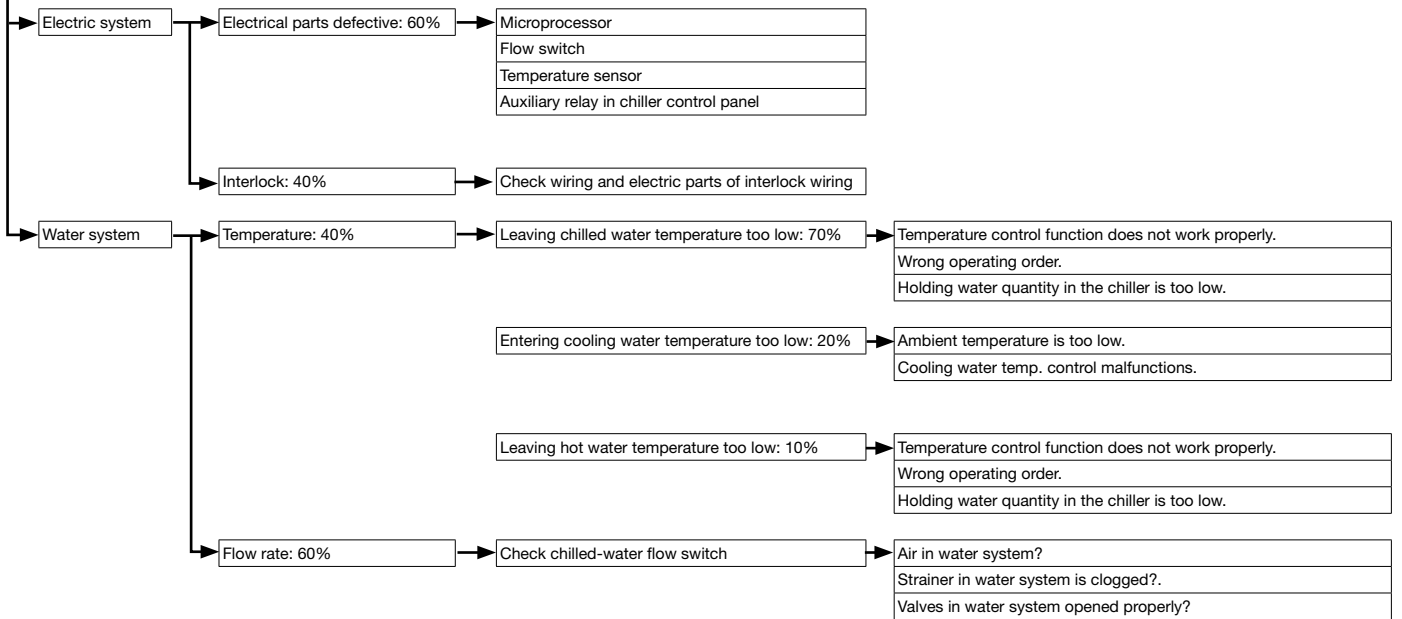 Electric system
Electrical parts defective: 60%
Microprocessor
Flow switch
Temperature sensor
Auxiliary relay in chiller control panel
Interlock: 40%
Check wiring and electric parts of interlock wiring
Water system
Temperature: 40%
Leaving chilled water temperature too low: 70%
Temperature control function does not work properly.
Wrong operating order.
Holding water quantity in the chiller is too low.
Entering cooling water temperature too low: 20%
Ambient temperature is too low.
Cooling water temp. control malfunctions.
Leaving hot water temperature too low: 10%
Temperature control function does not work properly.
Wrong operating order.
Holding water quantity in the chiller is too low.
Flow rate: 60%
Check chilled-water flow switch
Air in water system?
Strainer in water system is clogged?.
Valves in water system opened properly?